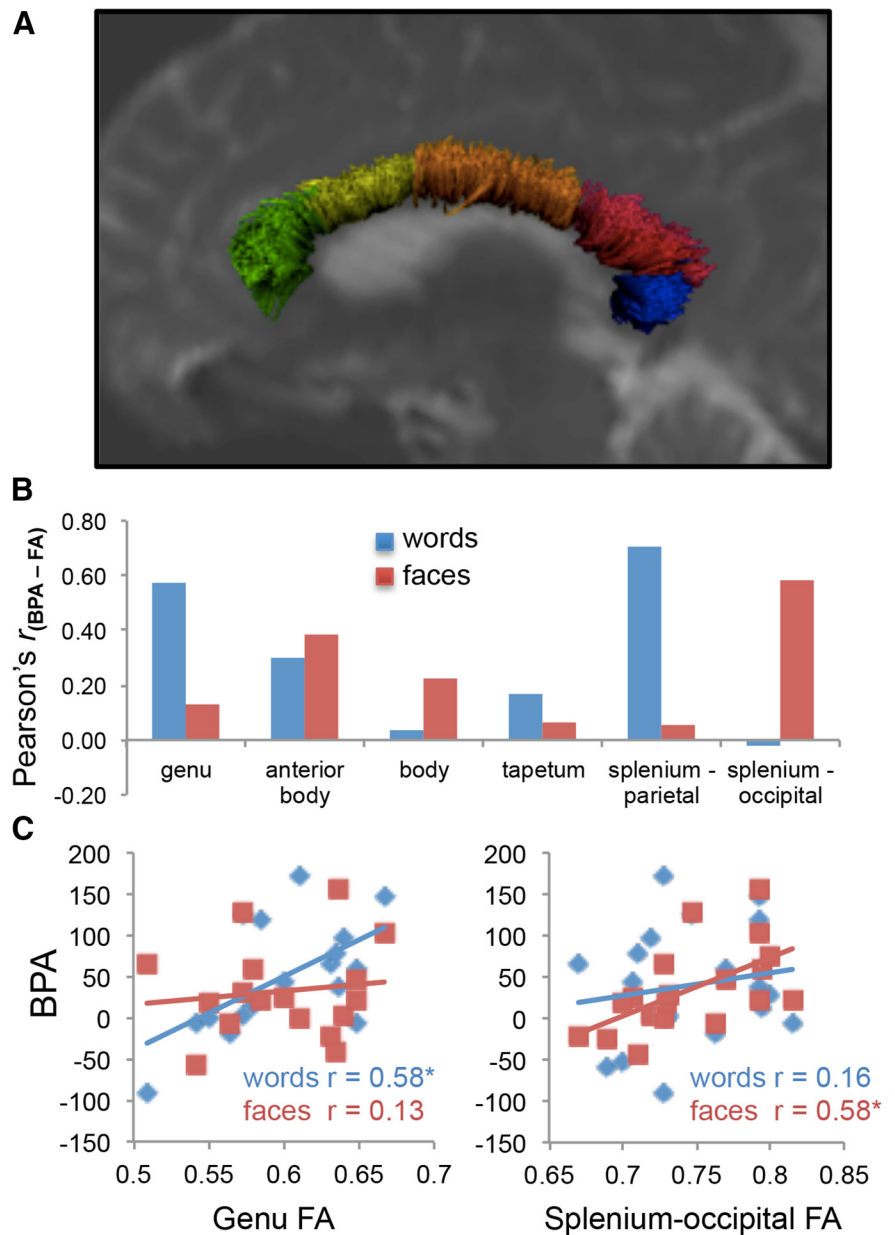 A
B
0.80
0.60
0.40
0.20
0.00
-0.20
Pearson's r(BPA – FA)
words
faces
genu
anterior body
body
tapetum
splenium - parietal
splenium - occipital
C
200
150
100
50
0
-50
-100
-150
BPA
words r = 0.58*
faces r = 0.13
0.5 0.55 0.6 0.65 0.7
Genu FA
200
150
100
50
0
-50
-100
-150
words r = 0.16
faces r = 0.58*
0.65 0.7 0.75 0.8 0.85
Splenium-occipital FA